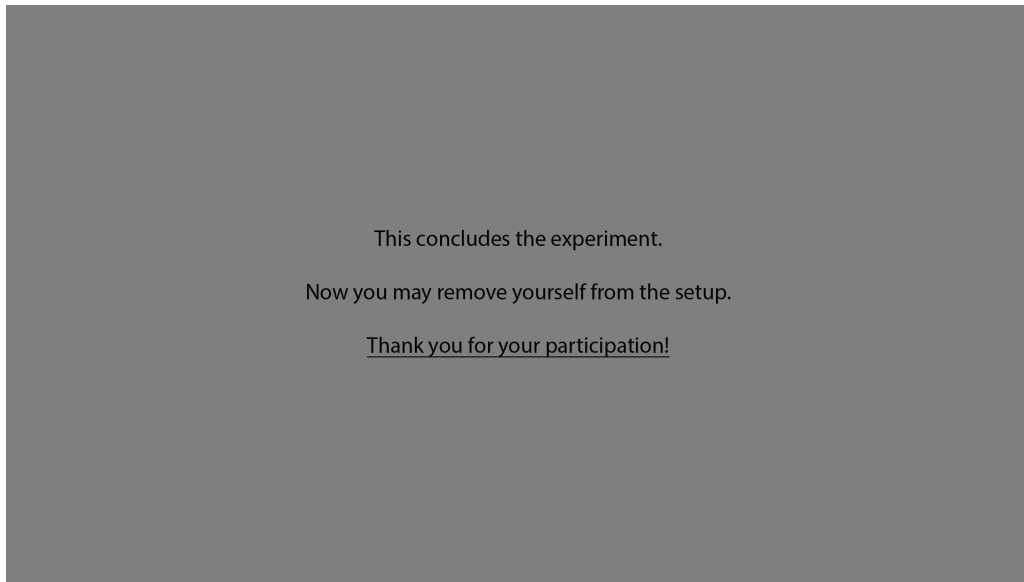 This concludes the experiment.
Now you may remove yourself from the setup.
Thank you for your participation!